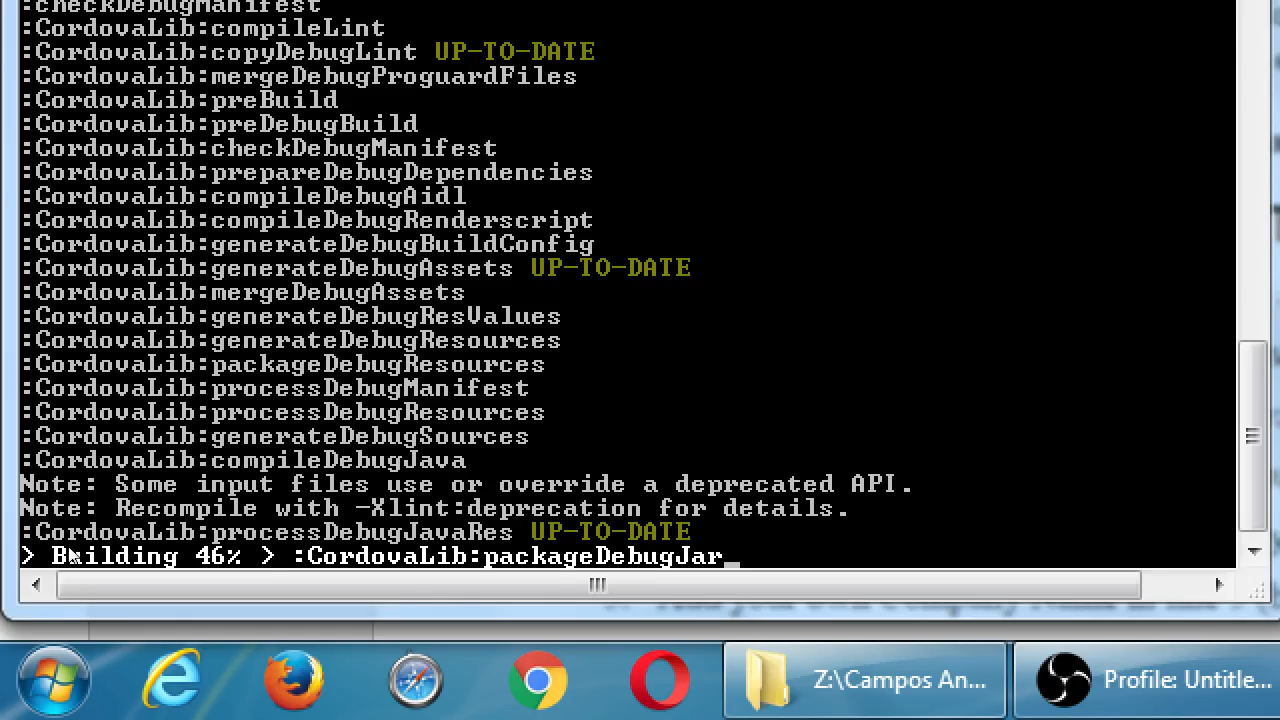 :checkDebugManifest
:CordovaLib:compileLint
:CordovaLib:copyDebugLint UP-TO-DATE
:CordovaLib:mergeDebugProguardFiles
:CordovaLib:preBuild
:CordovaLib:preDebugBuild
:CordovaLib:checkDebugManifest
:CordovaLib:prepareDebugDependencies
:CordovaLib:compileDebugAidl
:CordovaLib:compileDebugRenderscript
:CordovaLib:generateDebugBuildConfig
:CordovaLib:generateDebugAssets UP-TO-DATE
:CordovaLib:mergeDebugAssets
:CordovaLib:generateDebugResValues
:CordovaLib:generateDebugResources
:CordovaLib:packageDebugResources
:CordovaLib:processDebugManifest
:CordovaLib:processDebugResources
:CordovaLib:generateDebugSources
:CordovaLib:compileDebugJava
Note: Some input files use or override a deprecated API.
Note: Recompile with -Xlint:deprecation for details.
:CordovaLib:processDebugJavaRes UP-TO-DATE
> Building 46% > :CordovaLib:packageDebugJar
Z:\Campos An... Profile: Untitle...